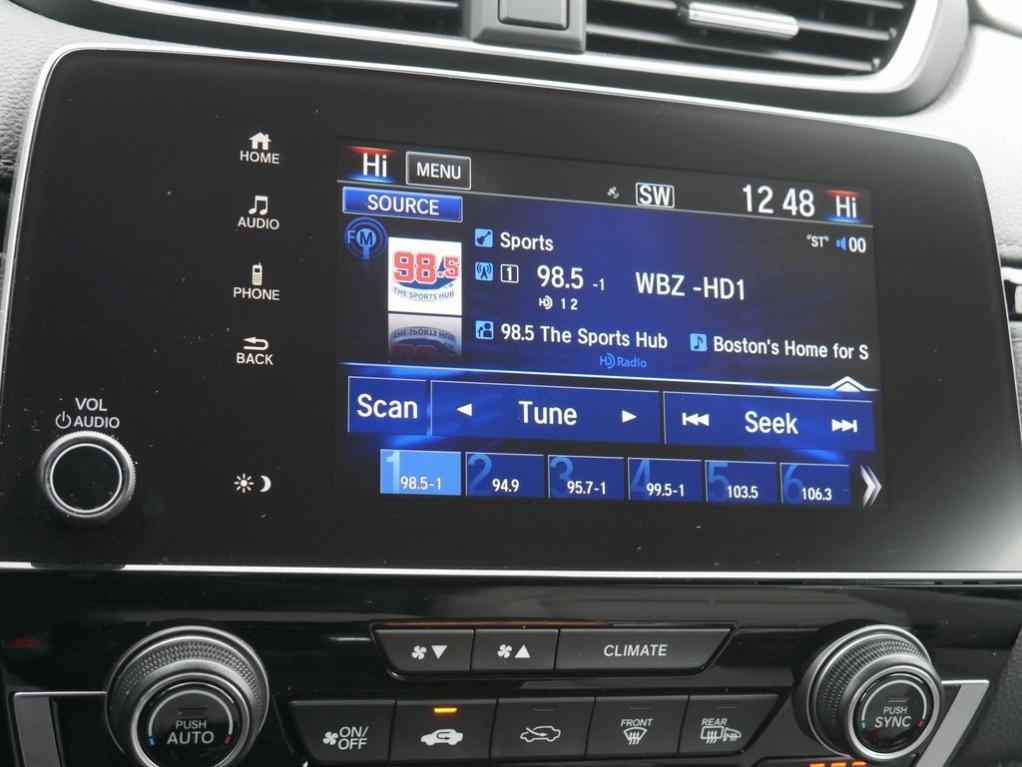 HOME
AUDIO
PHONE
BACK
VOL
AUDIO
Hi MENU SW 12 48 Hi
SOURCE "ST" 00
FM
98.5
THE SPORTS HUB
Sports
1 98.5 -1 WBZ -HD1
HD 1 2
98.5 The Sports Hub Boston's Home for S
HD Radio
Scan Tune Seek
1 98.5-1 2 94.9 3 95.7-1 4 99.5-1 5 103.5 6 106.3
CLIMATE
PUSH
AUTO
ON/
OFF
FRONT
REAR
PUSH
SYNC